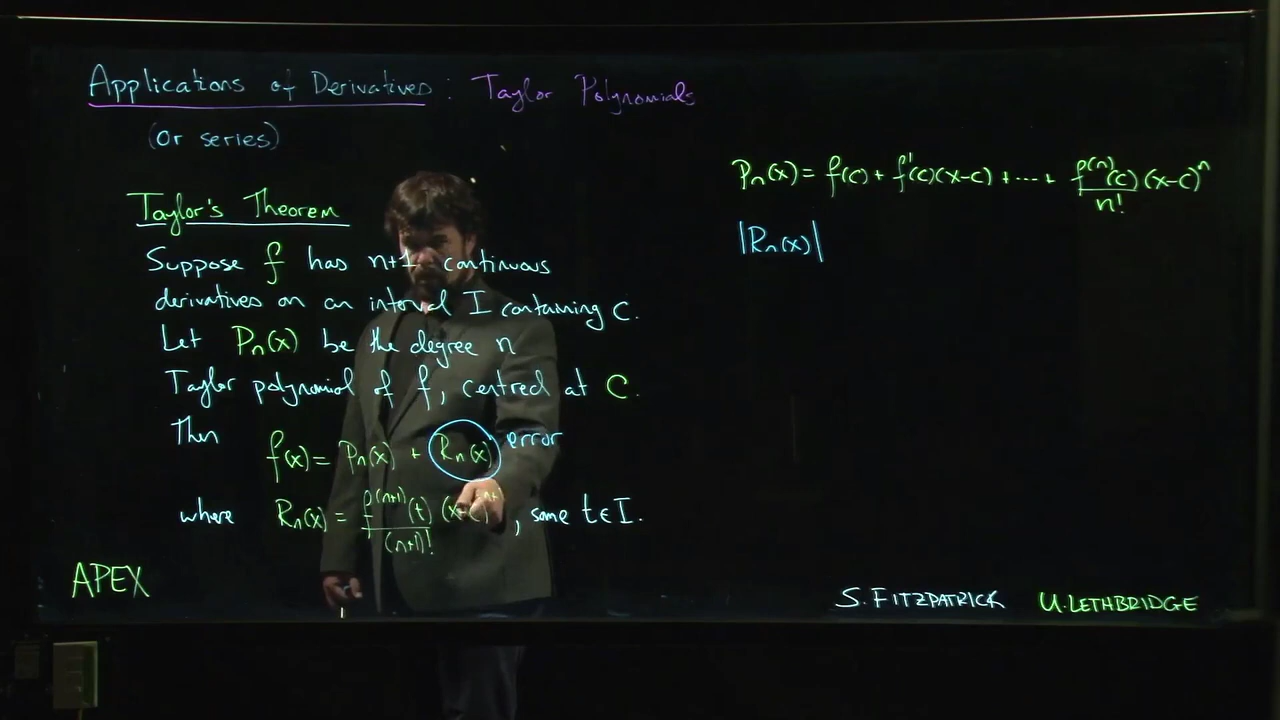 Applications of Derivatives : Taylor Polynomials
(Or series)
Taylor's Theorem
Suppose f has n+1 continuous
derivatives on an interval I containing c.
Let Pn(x) be the degree n
Taylor polynomial of f, centred at C.
Then f(x) = Pn(x) + Rn(x) error
where Rn(x) = f^(n+1)(t)/(n+1)! (x-c)^n+1, some t∈I.
APEX
Pn(x) = f(c) + f'(c)(x-c) + ... + f^(n)(c)/n! (x-c)^n
|Rn(x)|
S. FITZPATRICK U. LETHBRIDGE